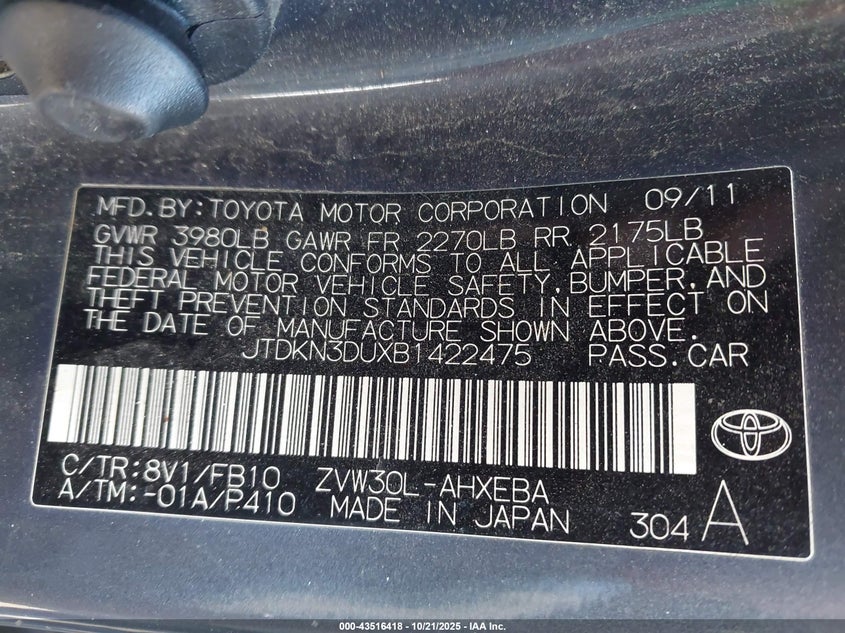 MFD.BY:TOYOTA MOTOR CORPORATION 09/11
GVWR 3980LB GAWR FR 2270LB RR 2175LB
THIS VEHICLE CONFORMS TO ALL APPLICABLE
FEDERAL MOTOR VEHICLE SAFETY,BUMPER,AND
THEFT PREVENTION STANDARDS IN EFFECT ON
THE DATE OF MANUFACTURE SHOWN ABOVE.
JTDKN3DUXB1422475 PASS.CAR
C/TR:8V1/FB10 ZVW30L-AHXEBA
A/TM:-01A/P410 MADE IN JAPAN 304 A
000-43516418 | 10/21/2025 - IAA Inc.